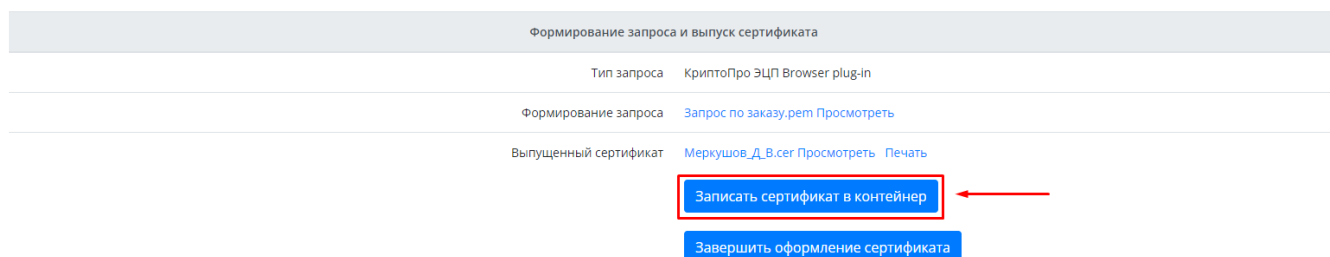 Формирование запроса и выпуск сертификата
Тип запроса КриптоПро ЭЦП Browser plug-in
Формирование запроса Запрос по заказу.pem Просмотреть
Выпущенный сертификат Меркушов_Д_В.cer Просмотреть Печать
Записать сертификат в контейнер
Завершить оформление сертификата